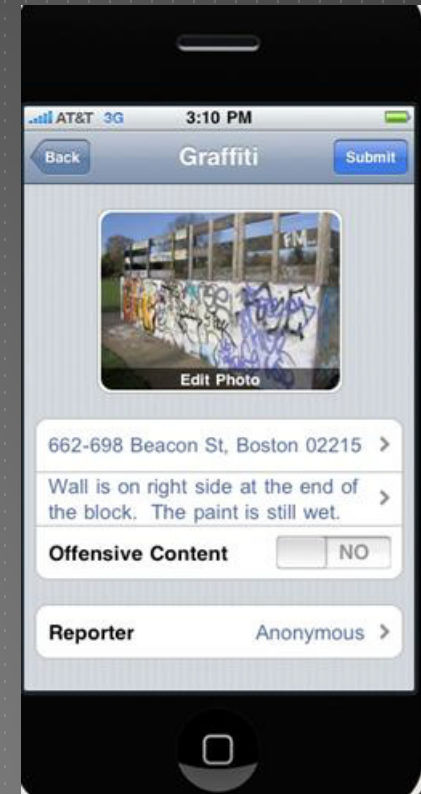 AT&T 3G 3:10 PM
Back Graffiti Submit
Edit Photo
662-698 Beacon St, Boston 02215
Wall is on right side at the end of
the block. The paint is still wet.
Offensive Content NO
Reporter Anonymous